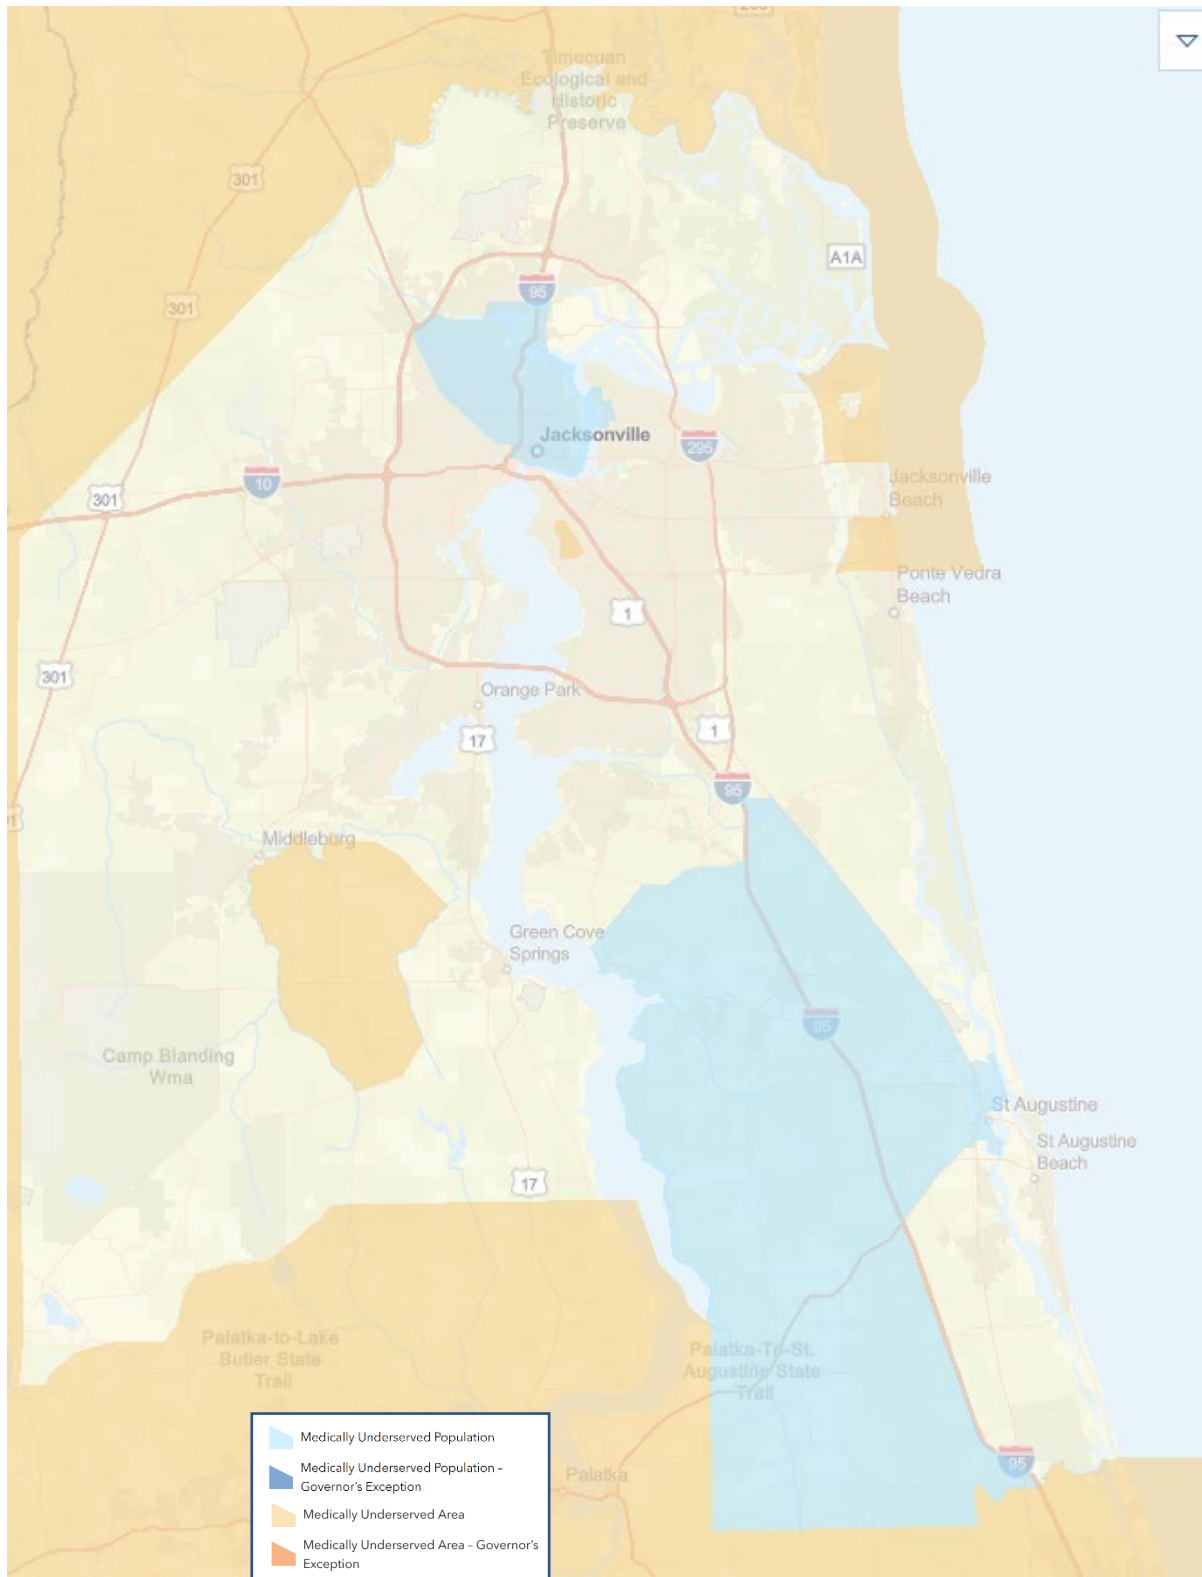 Timucuan
Ecological and
Historic
Preserve
301
A1A
301
95
Jacksonville
295
10
Jacksonville
Beach
301
Ponte Vedra
Beach
1
301
Orange Park
1
17
95
Middleburg
Green Cove
Springs
95
Camp Blanding
Wma
St Augustine
St Augustine
Beach
17
Palatka-to-Lake
Butler State
Trail
Palatka-To-St.
Augustine State
Trail
95
Palatka
Medically Underserved Population
Medically Underserved Population –
Governor's Exception
Medically Underserved Area
Medically Underserved Area – Governor's
Exception